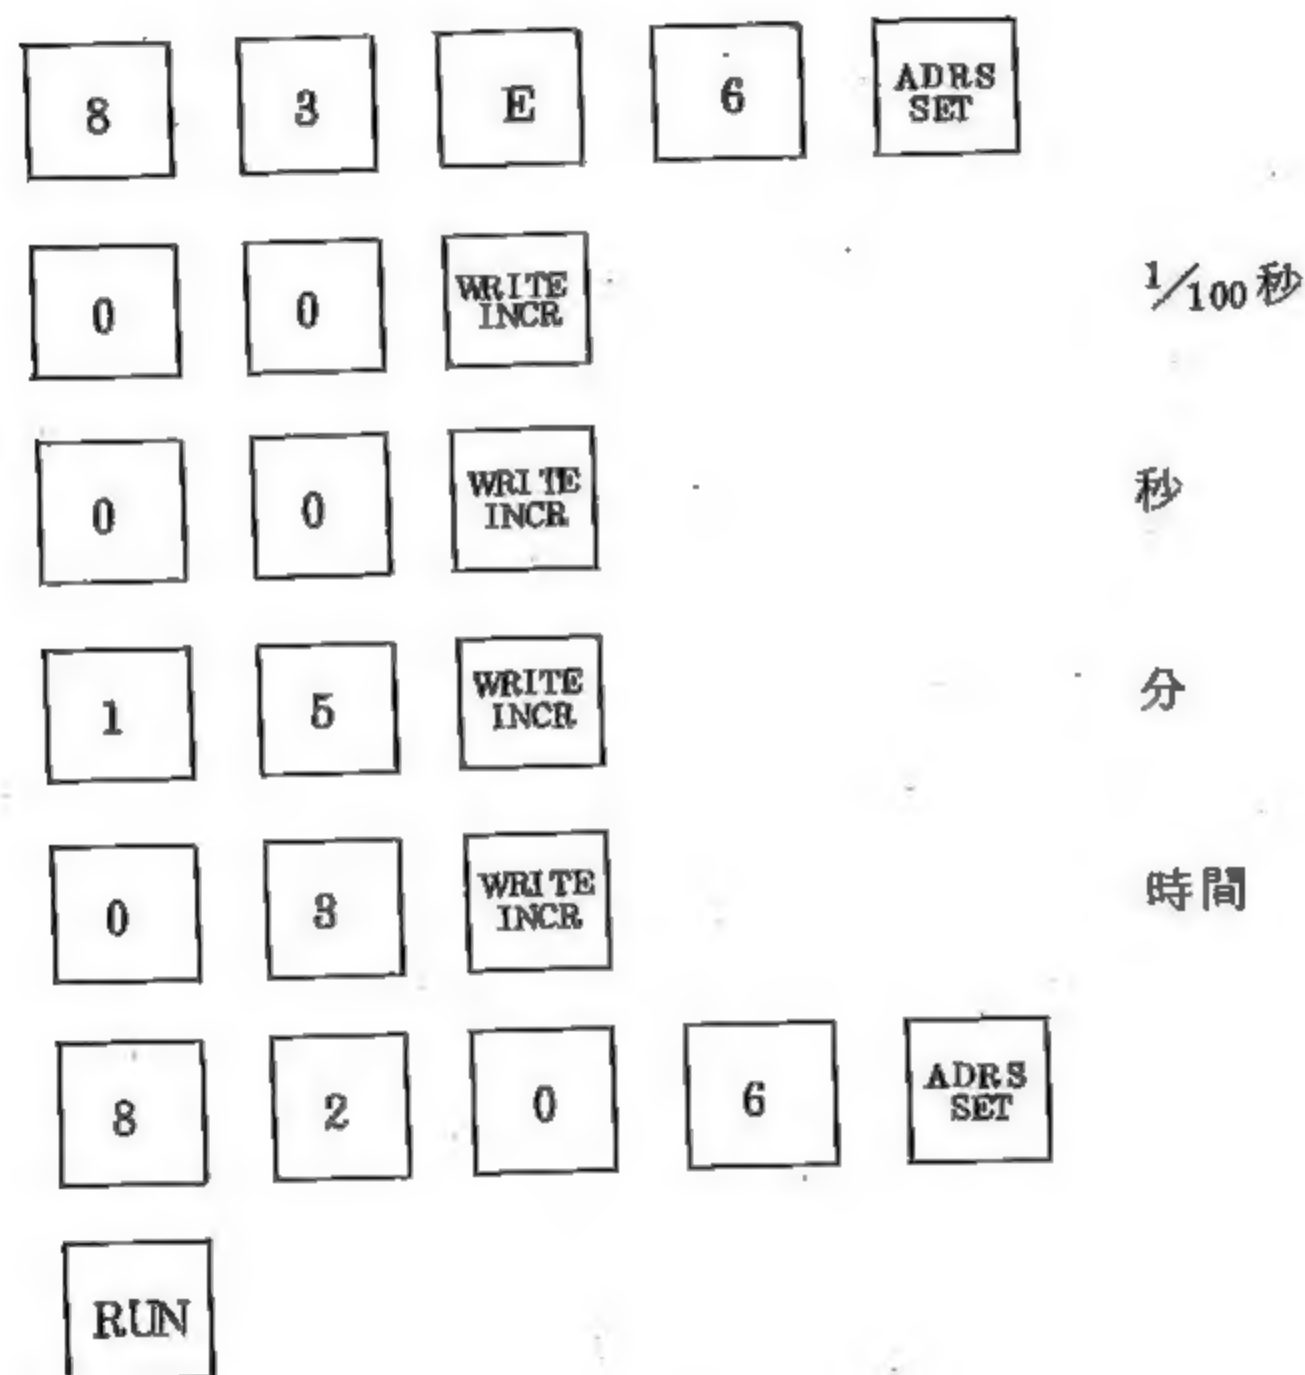 8 3 E 6 ADRS SET
0 0 WRITE INCR 1/100秒
0 0 WRITE INCR 秒
1 5 WRITE INCR 分
0 3 WRITE INCR 時間
8 2 0 6 ADRS SET
RUN